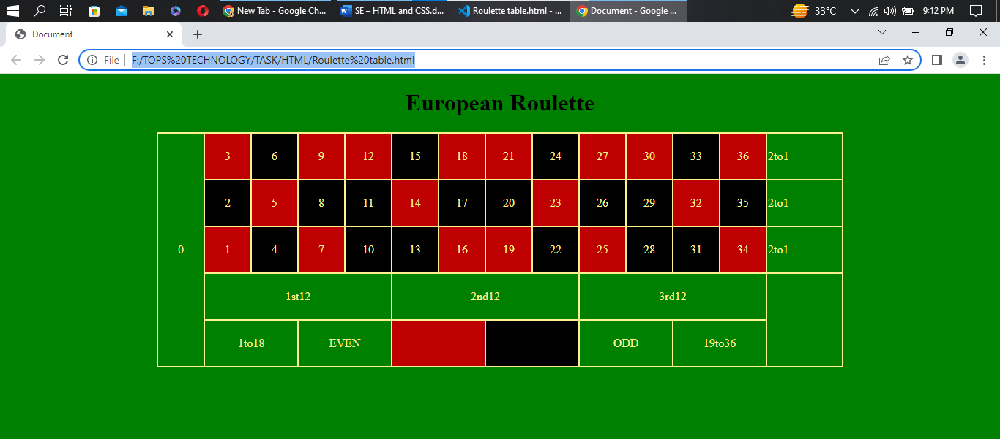 New Tab - Google Ch...
SE – HTML and CSS.d...
Roulette table.html - ...
Document - Google ...
33°C
9:12 PM
Document
File
F:/TOPS%20TECHNOLOGY/TASK/HTML/Roulette%20table.html
European Roulette
3 6 9 12 15 18 21 24 27 30 33 36 2to1
2 5 8 11 14 17 20 23 26 29 32 35 2to1
0 1 4 7 10 13 16 19 22 25 28 31 34 2to1
1st12 2nd12 3rd12
1to18 EVEN ODD 19to36